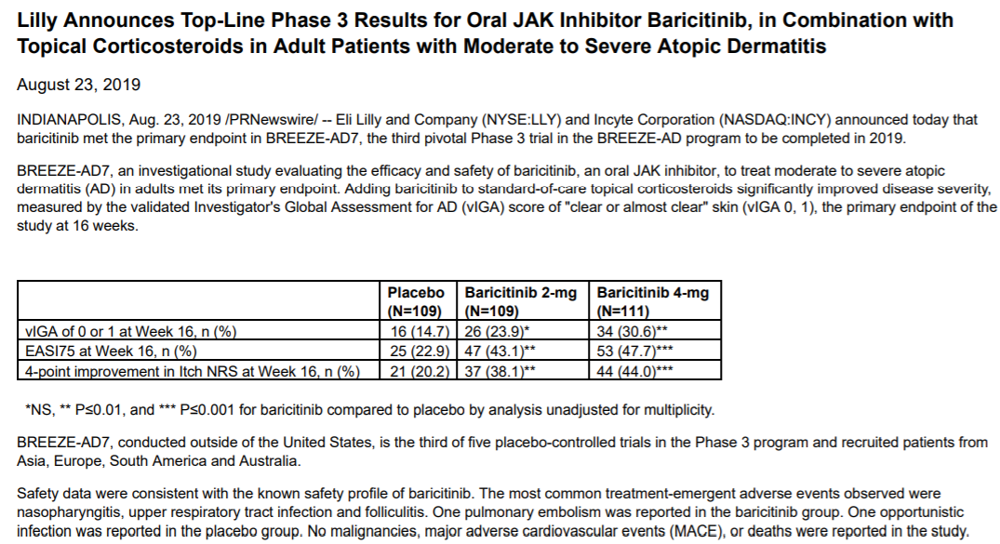 Lilly Announces Top-Line Phase 3 Results for Oral JAK Inhibitor Baricitinib, in Combination with
Topical Corticosteroids in Adult Patients with Moderate to Severe Atopic Dermatitis
August 23, 2019
INDIANAPOLIS, Aug. 23, 2019 /PRNewswire/ -- Eli Lilly and Company (NYSE:LLY) and Incyte Corporation (NASDAQ:INCY) announced today that
baricitinib met the primary endpoint in BREEZE-AD7, the third pivotal Phase 3 trial in the BREEZE-AD program to be completed in 2019.
BREEZE-AD7, an investigational study evaluating the efficacy and safety of baricitinib, an oral JAK inhibitor, to treat moderate to severe atopic
dermatitis (AD) in adults met its primary endpoint. Adding baricitinib to standard-of-care topical corticosteroids significantly improved disease severity,
measured by the validated Investigator's Global Assessment for AD (vIGA) score of "clear or almost clear" skin (vIGA 0, 1), the primary endpoint of the
study at 16 weeks.
Placebo Baricitinib 2-mg Baricitinib 4-mg
(N=109) (N=109) (N=111)
vIGA of 0 or 1 at Week 16, n (%) 16 (14.7) 26 (23.9)* 34 (30.6)**
EASI75 at Week 16, n (%) 25 (22.9) 47 (43.1)** 53 (47.7)***
4-point improvement in Itch NRS at Week 16, n (%) 21 (20.2) 37 (38.1)** 44 (44.0)***
*NS, ** P≤0.01, and *** P≤0.001 for baricitinib compared to placebo by analysis unadjusted for multiplicity.
BREEZE-AD7, conducted outside of the United States, is the third of five placebo-controlled trials in the Phase 3 program and recruited patients from
Asia, Europe, South America and Australia.
Safety data were consistent with the known safety profile of baricitinib. The most common treatment-emergent adverse events observed were
nasopharyngitis, upper respiratory tract infection and folliculitis. One pulmonary embolism was reported in the baricitinib group. One opportunistic
infection was reported in the placebo group. No malignancies, major adverse cardiovascular events (MACE), or deaths were reported in the study.